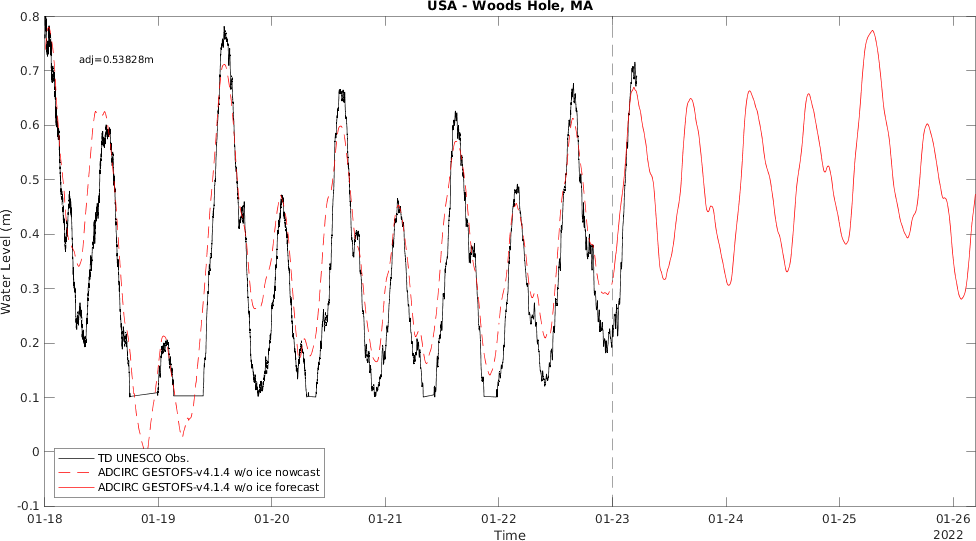 USA - Woods Hole, MA
adj=0.53828m
Water Level (m)
0.8
0.7
0.6
0.5
0.4
0.3
0.2
0.1
0
-0.1
TD UNESCO Obs.
ADCIRC GESTOFS-v4.1.4 w/o ice nowcast
ADCIRC GESTOFS-v4.1.4 w/o ice forecast
01-18 01-19 01-20 01-21 01-22 01-23 01-24 01-25 01-26
Time 2022